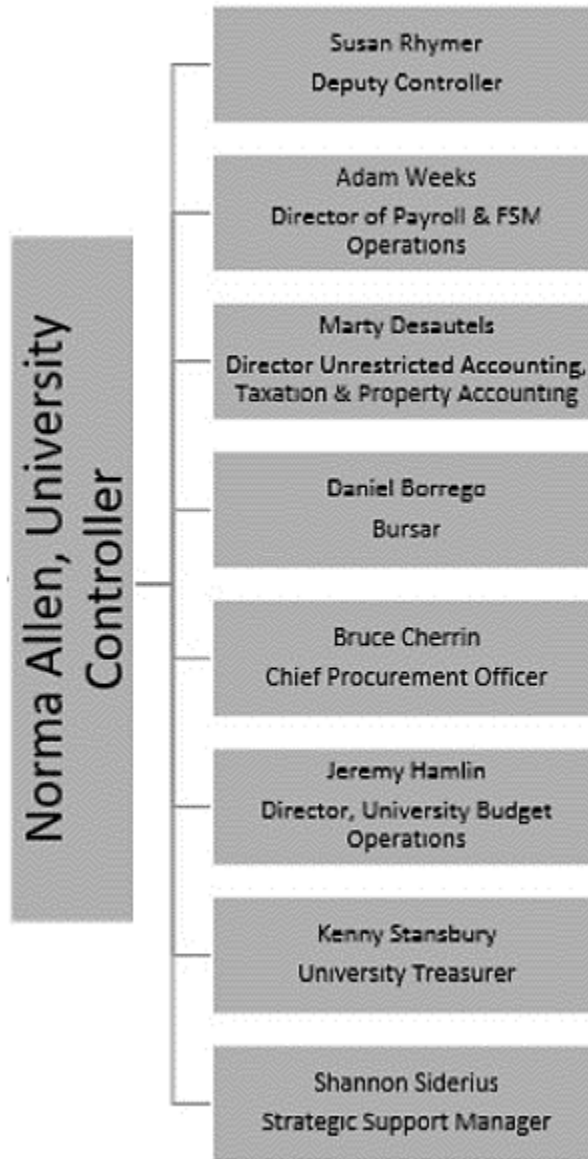 Norma Allen, University
Controller
Susan Rhymer
Deputy Controller
Adam Weeks
Director of Payroll & FSM
Operations
Marty Desautels
Director Unrestricted Accounting,
Taxation & Property Accounting
Daniel Borrego
Bursar
Bruce Cherrin
Chief Procurement Officer
Jeremy Hamlin
Director, University Budget
Operations
Kenny Stansbury
University Treasurer
Shannon Siderius
Strategic Support Manager